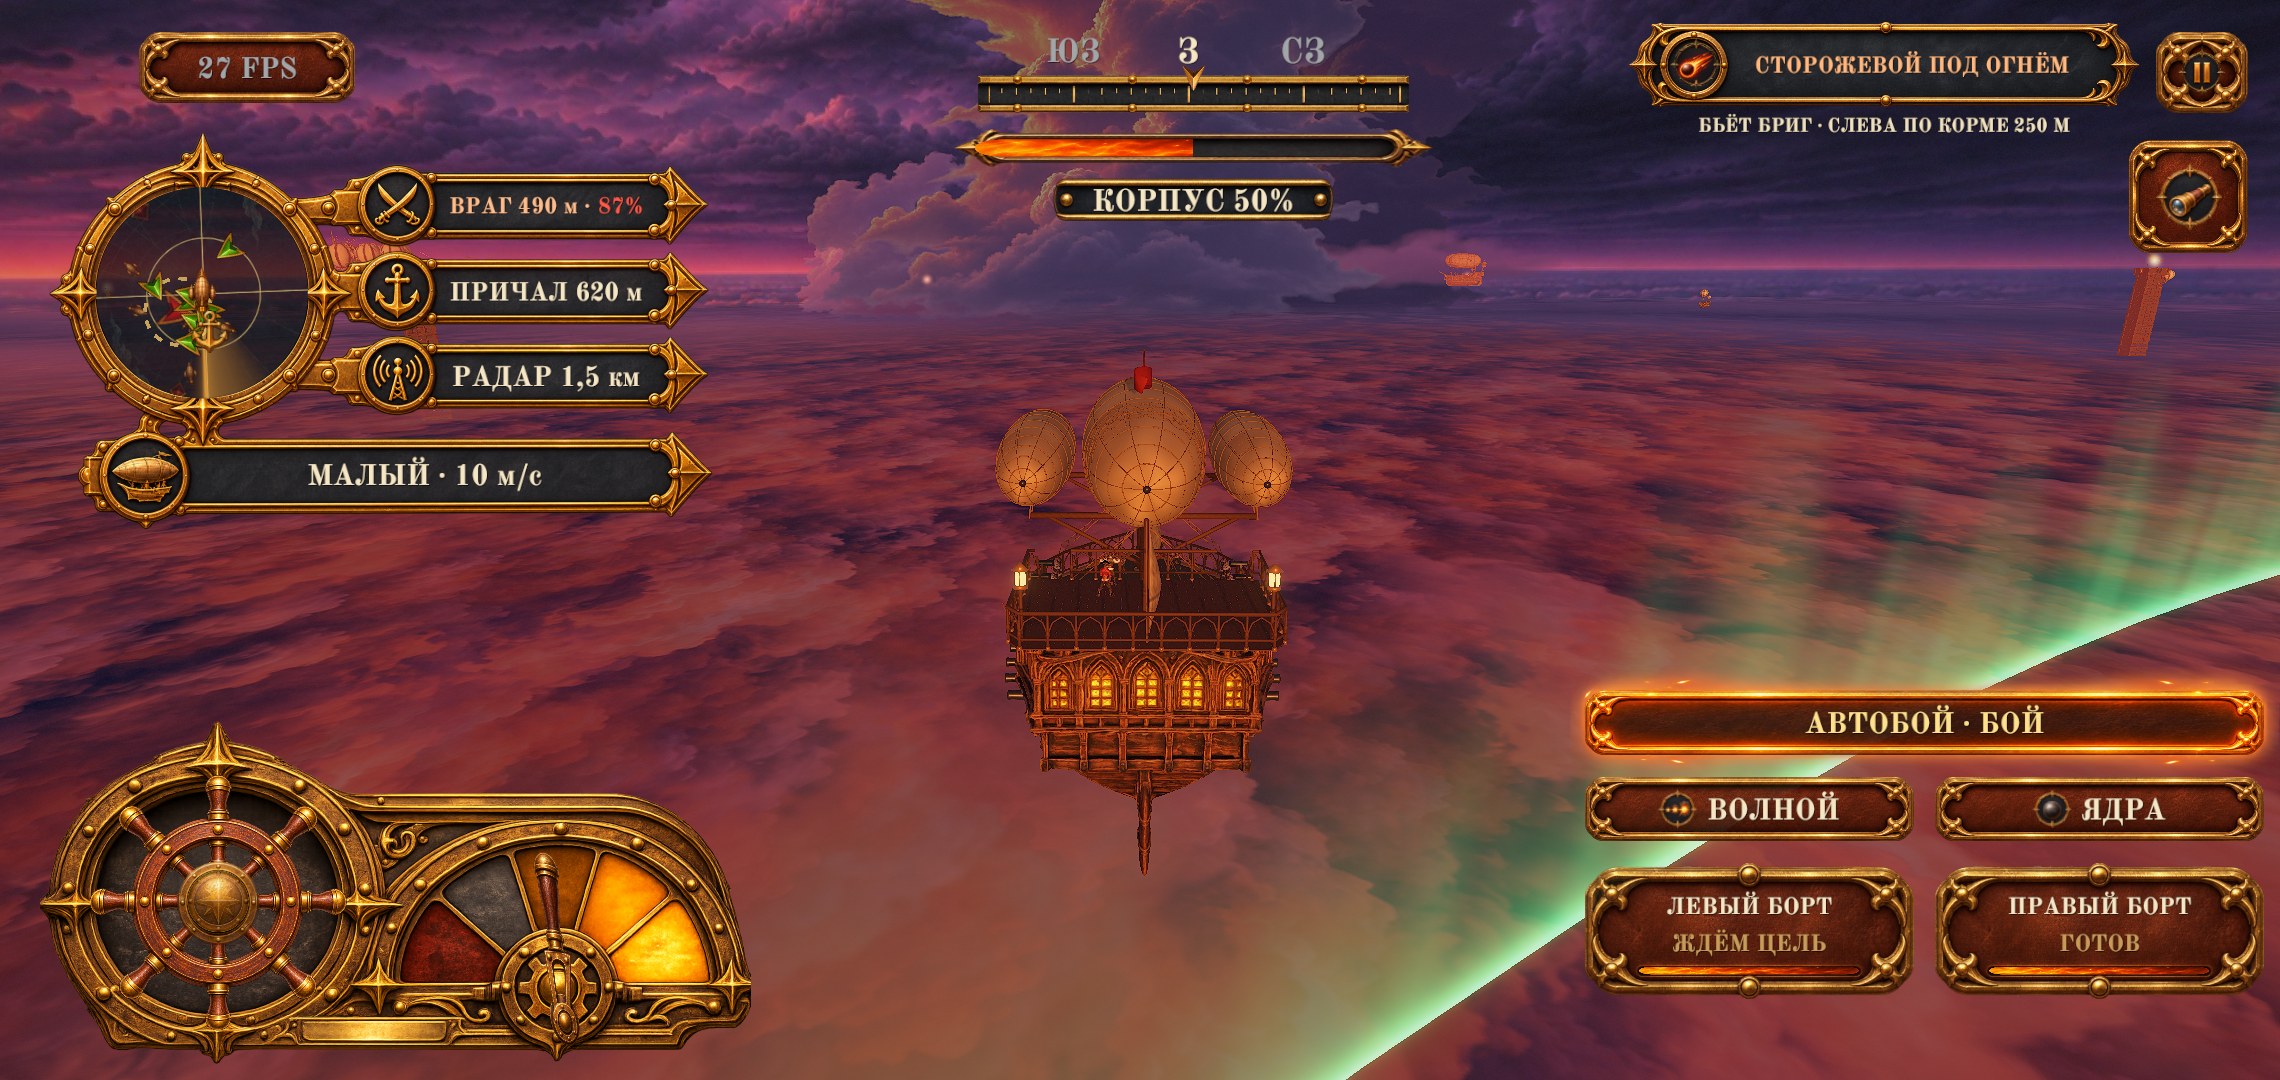 27 FPS
ЮЗ З СЗ
СТОРОЖЕВОЙ ПОД ОГНЁМ
БЬЁТ БРИГ · СЛЕВА ПО КОРМЕ 250 М
КОРПУС 50%
ВРАГ 490 м · 87%
ПРИЧАЛ 620 м
РАДАР 1,5 км
МАЛЫЙ · 10 м/с
АВТОБОЙ · БОЙ
ВОЛНОЙ
ЯДРА
ЛЕВЫЙ БОРТ
ЖДЁМ ЦЕЛЬ
ПРАВЫЙ БОРТ
ГОТОВ